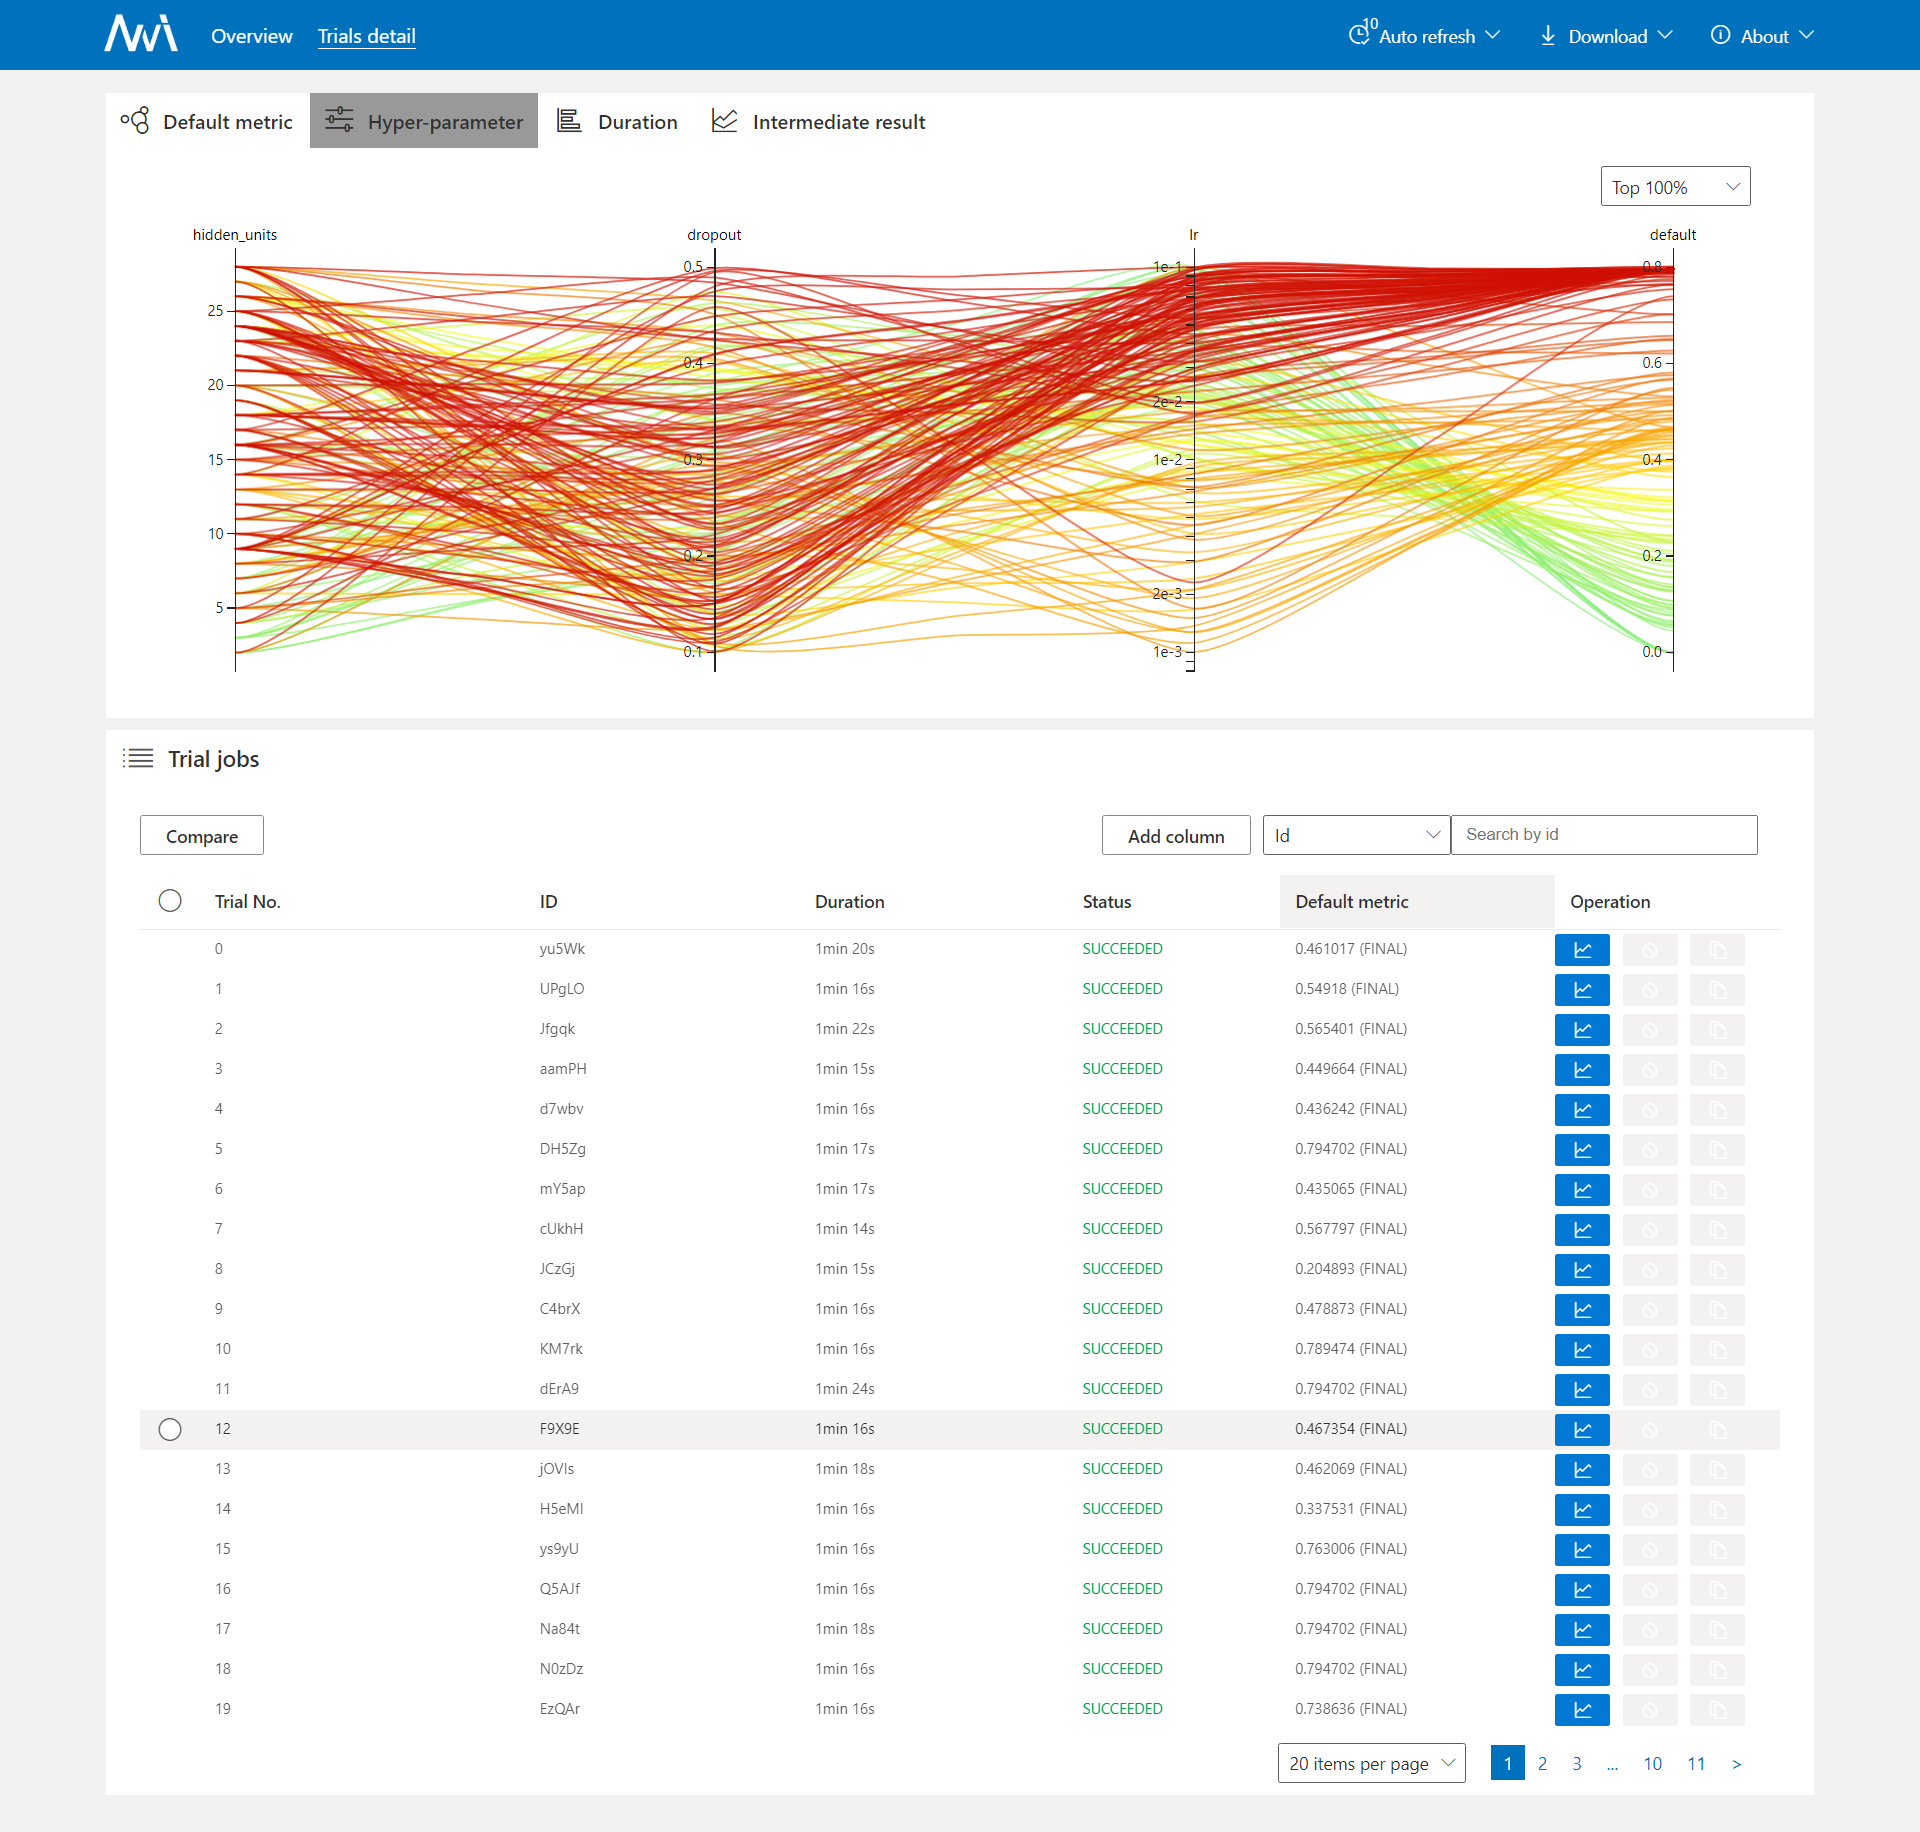 Overview Trials detail 10 Auto refresh Download About
Default metric Hyper-parameter Duration Intermediate result
Top 100%
hidden_units dropout lr default
25
20
15
10
5
0.5
0.4
0.3
0.2
0.1
1e-1
2e-2
1e-2
2e-3
1e-3
0.8
0.6
0.4
0.2
0.0
Trial jobs
Compare Add column Id Search by id
Trial No. ID Duration Status Default metric Operation
0 yu5Wk 1min 20s SUCCEEDED 0.461017 (FINAL)
1 UPgLO 1min 16s SUCCEEDED 0.54918 (FINAL)
2 Jfgqk 1min 22s SUCCEEDED 0.565401 (FINAL)
3 aamPH 1min 15s SUCCEEDED 0.449664 (FINAL)
4 d7wbv 1min 16s SUCCEEDED 0.436242 (FINAL)
5 DH5Zg 1min 17s SUCCEEDED 0.794702 (FINAL)
6 mY5ap 1min 17s SUCCEEDED 0.435065 (FINAL)
7 cUkhH 1min 14s SUCCEEDED 0.567797 (FINAL)
8 JCzGj 1min 15s SUCCEEDED 0.204893 (FINAL)
9 C4brX 1min 16s SUCCEEDED 0.478873 (FINAL)
10 KM7rk 1min 16s SUCCEEDED 0.789474 (FINAL)
11 dErA9 1min 24s SUCCEEDED 0.794702 (FINAL)
12 F9X9E 1min 16s SUCCEEDED 0.467354 (FINAL)
13 jOVIs 1min 18s SUCCEEDED 0.462069 (FINAL)
14 H5eMI 1min 16s SUCCEEDED 0.337531 (FINAL)
15 ys9yU 1min 16s SUCCEEDED 0.763006 (FINAL)
16 Q5AJf 1min 16s SUCCEEDED 0.794702 (FINAL)
17 Na84t 1min 18s SUCCEEDED 0.794702 (FINAL)
18 N0zDz 1min 16s SUCCEEDED 0.794702 (FINAL)
19 EzQAr 1min 16s SUCCEEDED 0.738636 (FINAL)
20 items per page 1 2 3 ... 10 11 >